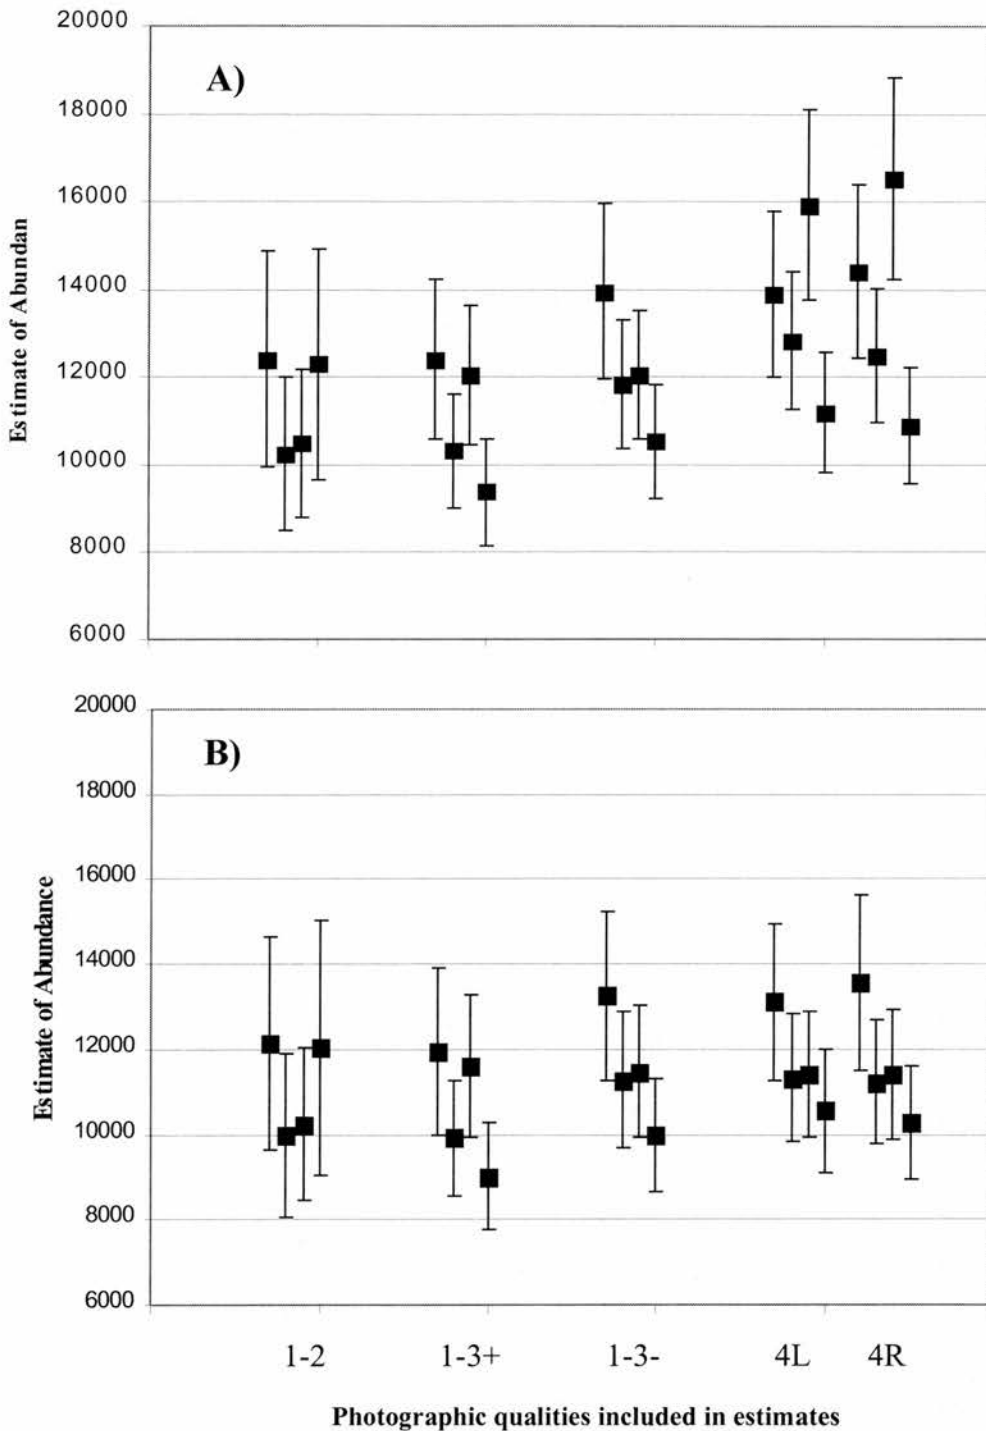 20000
A)
18000
16000
14000
12000
10000
8000
6000
Estimate of Abundan
20000
B)
18000
16000
14000
12000
10000
8000
6000
Estimate of Abundance
1-2 1-3+ 1-3- 4L 4R
Photographic qualities included in estimates